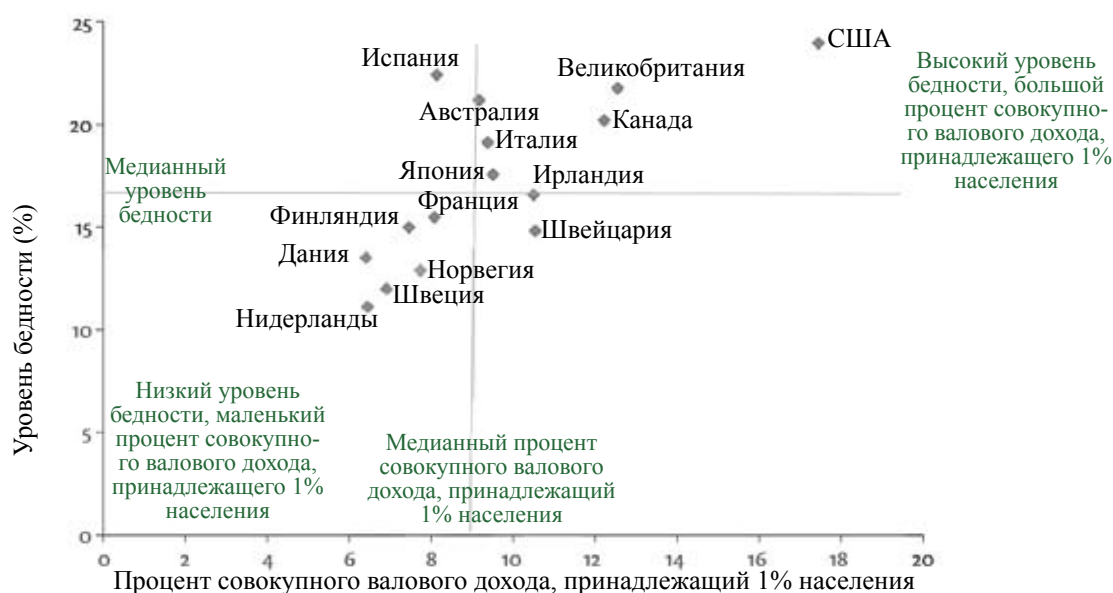 25
США
Испания
Великобритания
Высокий уровень
бедности, большой
процент совокупно-
го валового дохода,
принадлежащего 1%
населения
Австралия
Канада
20
Италия
Медианный
уровень
бедности
Япония
Ирландия
Франция
15
Финляндия
Швейцария
Дания
Норвегия
Швеция
Нидерланды
10
Уровень бедности (%)
Низкий уровень
бедности, маленький
процент совокупно-
го валового дохода,
принадлежащего 1%
населения
5
Медианный процент
совокупного валового
дохода, принадлежащий
1% населения
0
0 2 4 6 8 10 12 14 16 18 20
Процент совокупного валового дохода, принадлежащий 1% населения